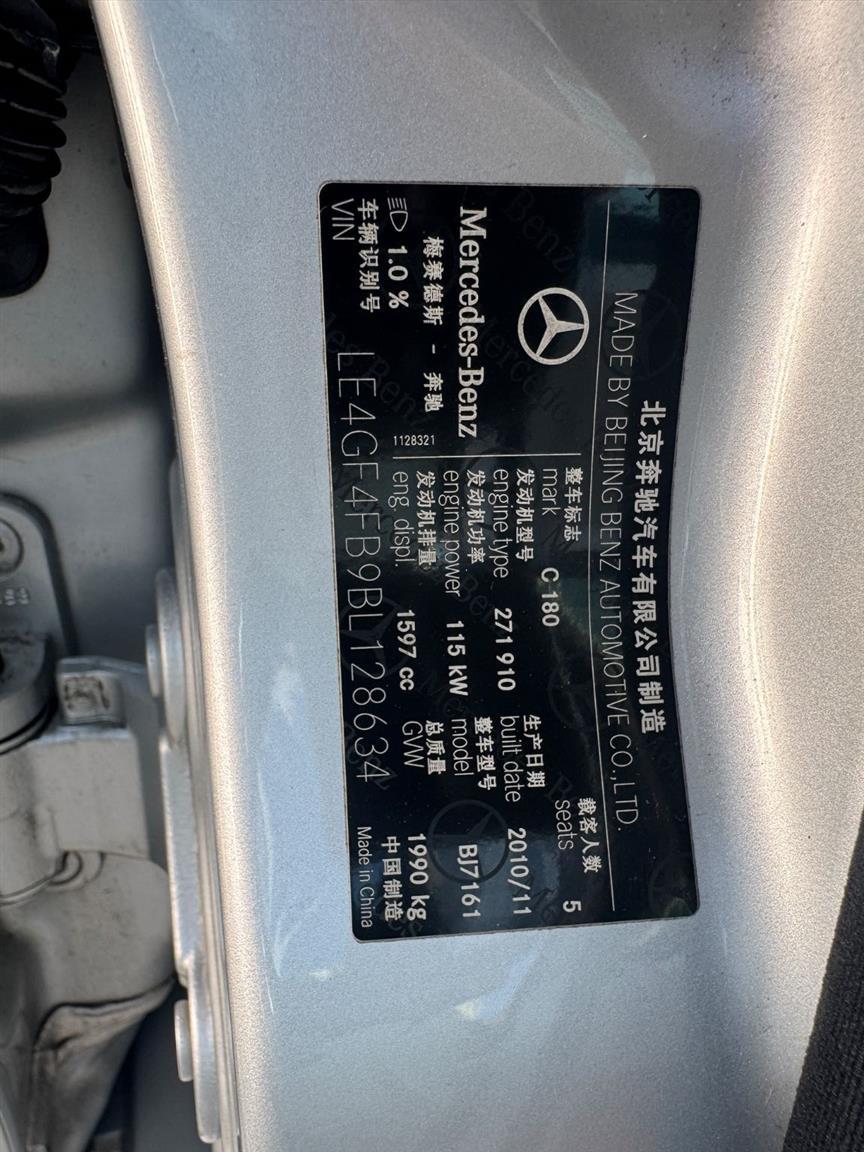 北京奔驰汽车有限公司制造
MADE BY BEIJING BENZ AUTOMOTIVE CO.,LTD.
Mercedes-Benz
梅赛德斯 - 奔驰
1.0 %
1128321
整车标志
mark C 180
载客人数
seats 5
发动机型号
engine type 271 910
生产日期
built date 2010/11
发动机功率
engine power 115 kW
整车型号
model BJ7161
发动机排量
eng. displ. 1597 cc
总质量
GVW 1990 kg
车辆识别号
VIN LE4GF4FB9BL128634
中国制造
Made in China